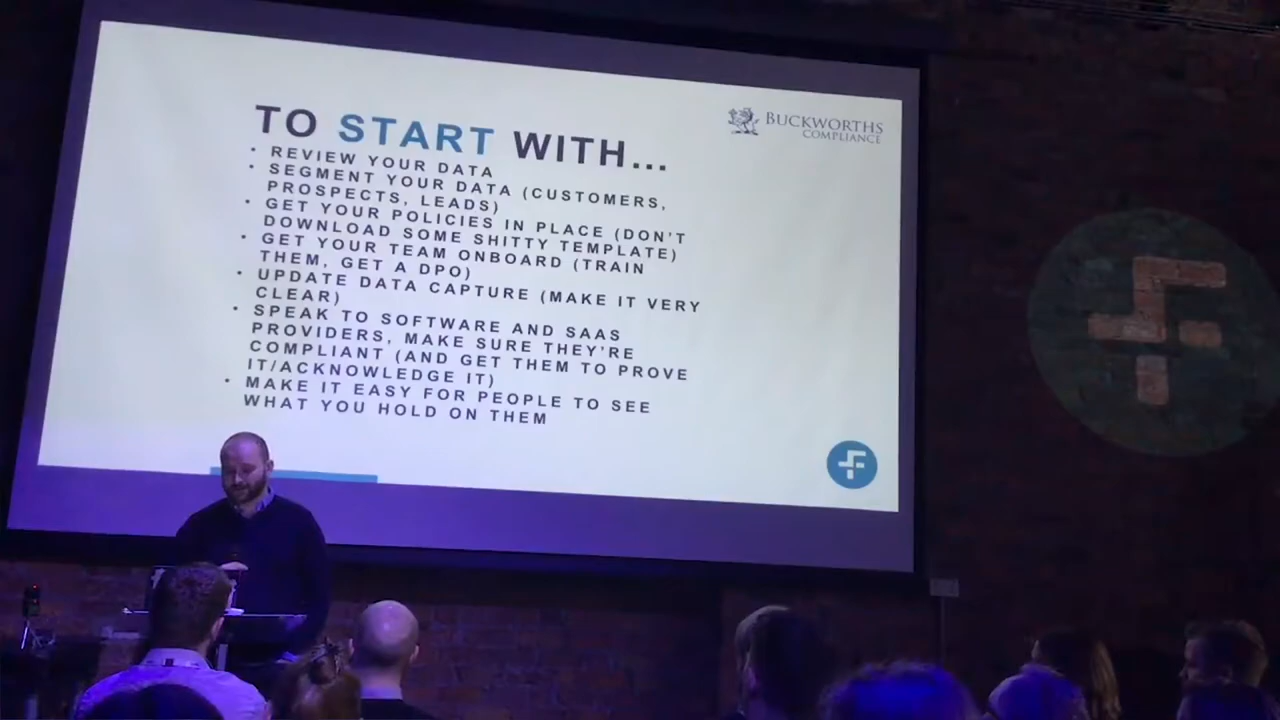 TO START WITH...
BUCKWORTHS
COMPLIANCE
• REVIEW YOUR DATA
• SEGMENT YOUR DATA (CUSTOMERS,
PROSPECTS, LEADS)
• GET YOUR POLICIES IN PLACE (DON'T
DOWNLOAD SOME SHITTY TEMPLATE)
• GET YOUR TEAM ONBOARD (TRAIN
THEM, GET A DPO)
• UPDATE DATA CAPTURE (MAKE IT VERY
CLEAR)
• SPEAK TO SOFTWARE AND SAAS
PROVIDERS, MAKE SURE THEY'RE
COMPLIANT (AND GET THEM TO PROVE
IT/ACKNOWLEDGE IT)
• MAKE IT EASY FOR PEOPLE TO SEE
WHAT YOU HOLD ON THEM